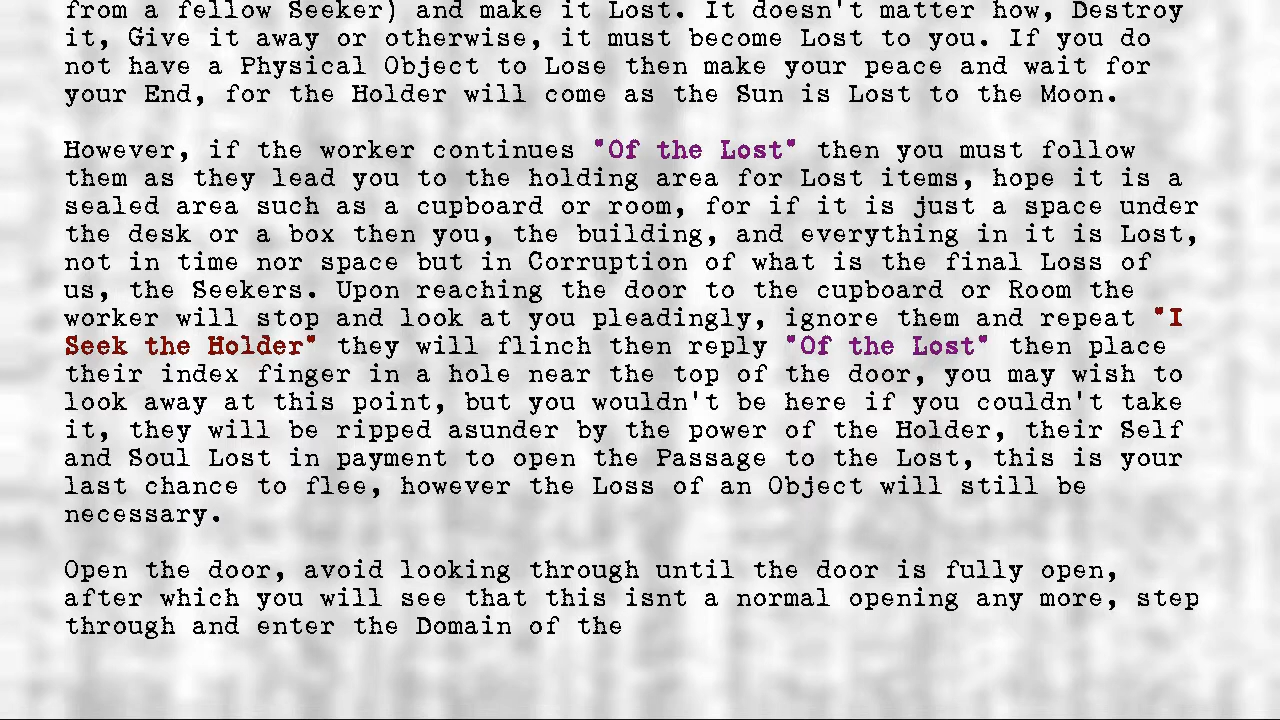 from a fellow Seeker) and make it Lost. It doesn't matter how, Destroy
it, Give it away or otherwise, it must become Lost to you. If you do
not have a Physical Object to Lose then make your peace and wait for
your End, for the Holder will come as the Sun is Lost to the Moon.
However, if the worker continues "Of the Lost" then you must follow
them as they lead you to the holding area for Lost items, hope it is a
sealed area such as a cupboard or room, for if it is just a space under
the desk or a box then you, the building, and everything in it is Lost,
not in time nor space but in Corruption of what is the final Loss of
us, the Seekers. Upon reaching the door to the cupboard or Room the
worker will stop and look at you pleadingly, ignore them and repeat "I
Seek the Holder" they will flinch then reply "Of the Lost" then place
their index finger in a hole near the top of the door, you may wish to
look away at this point, but you wouldn't be here if you couldn't take
it, they will be ripped asunder by the power of the Holder, their Self
and Soul Lost in payment to open the Passage to the Lost, this is your
last chance to flee, however the Loss of an Object will still be
necessary.
Open the door, avoid looking through until the door is fully open,
after which you will see that this isnt a normal opening any more, step
through and enter the Domain of the